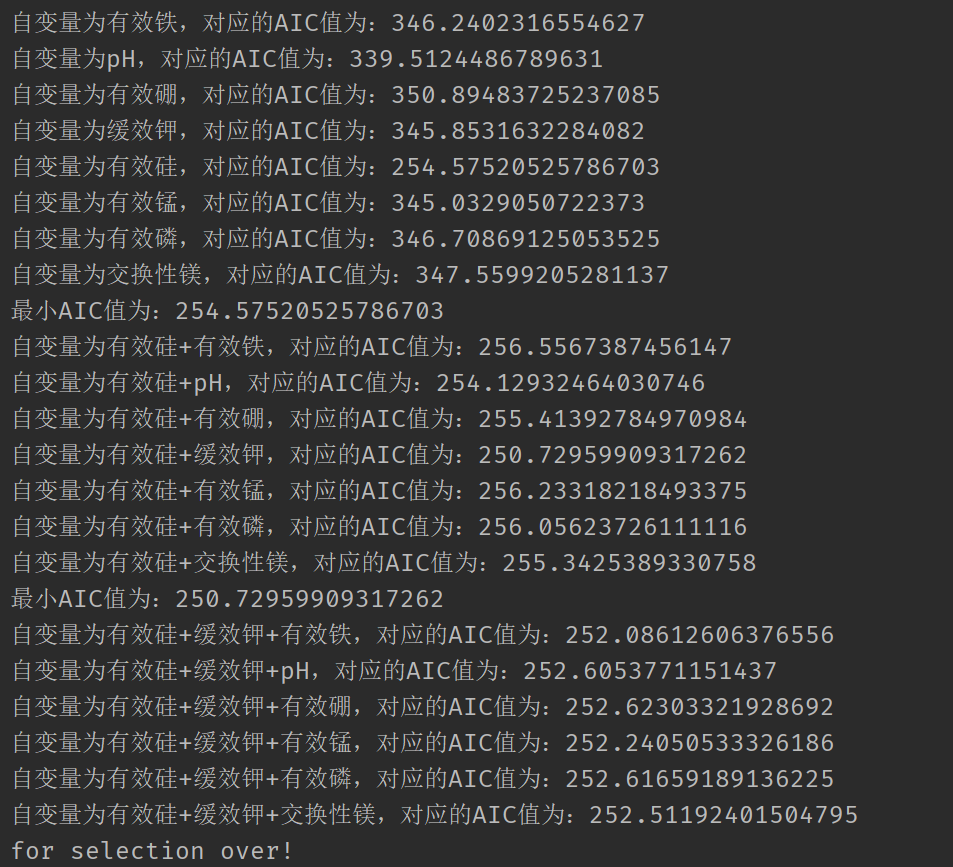 自变量为有效铁，对应的AIC值为：346.2402316554627
自变量为pH，对应的AIC值为：339.5124486789631
自变量为有效硼，对应的AIC值为：350.89483725237085
自变量为缓效钾，对应的AIC值为：345.8531632284082
自变量为有效硅，对应的AIC值为：254.57520525786703
自变量为有效锰，对应的AIC值为：345.0329050722373
自变量为有效磷，对应的AIC值为：346.70869125053525
自变量为交换性镁，对应的AIC值为：347.5599205281137
最小AIC值为：254.57520525786703
自变量为有效硅+有效铁，对应的AIC值为：256.5567387456147
自变量为有效硅+pH，对应的AIC值为：254.12932464030746
自变量为有效硅+有效硼，对应的AIC值为：255.41392784970984
自变量为有效硅+缓效钾，对应的AIC值为：250.72959909317262
自变量为有效硅+有效锰，对应的AIC值为：256.23318218493375
自变量为有效硅+有效磷，对应的AIC值为：256.05623726111116
自变量为有效硅+交换性镁，对应的AIC值为：255.3425389330758
最小AIC值为：250.72959909317262
自变量为有效硅+缓效钾+有效铁，对应的AIC值为：252.08612606376556
自变量为有效硅+缓效钾+pH，对应的AIC值为：252.6053771151437
自变量为有效硅+缓效钾+有效硼，对应的AIC值为：252.62303321928692
自变量为有效硅+缓效钾+有效锰，对应的AIC值为：252.24050533326186
自变量为有效硅+缓效钾+有效磷，对应的AIC值为：252.61659189136225
自变量为有效硅+缓效钾+交换性镁，对应的AIC值为：252.51192401504795
for selection over!